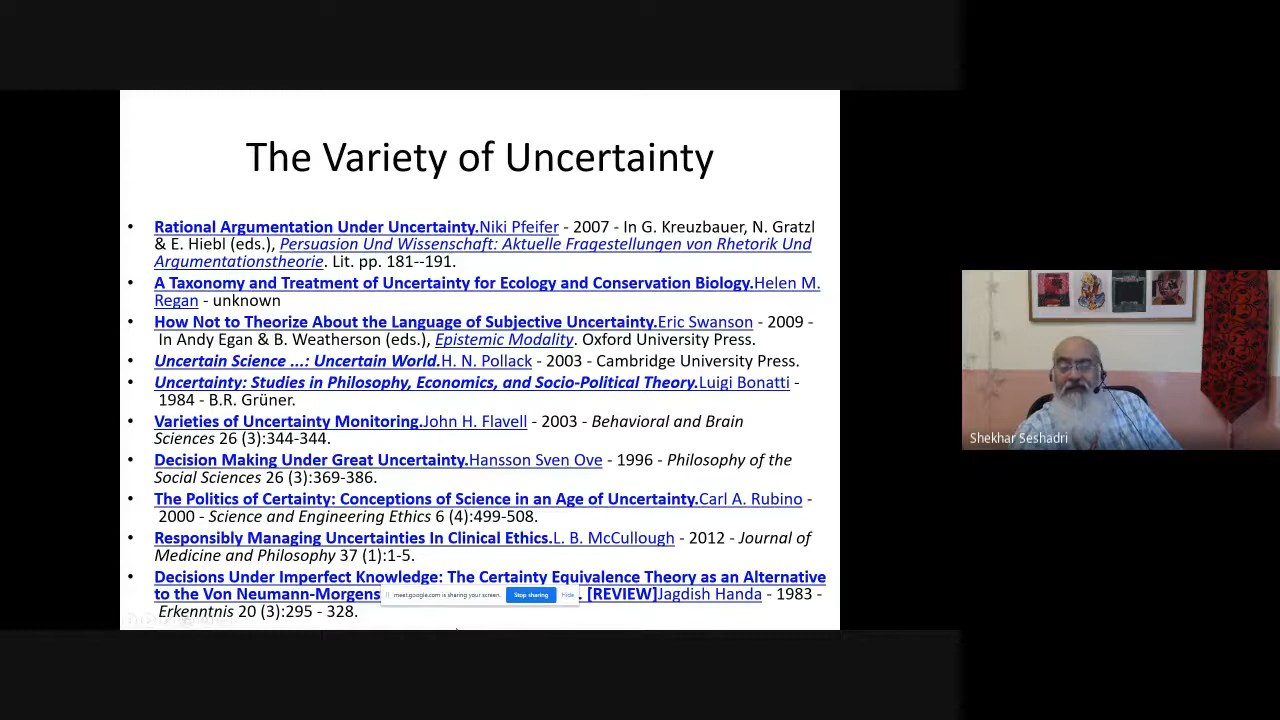 The Variety of Uncertainty
• Rational Argumentation Under Uncertainty.Niki Pfeifer - 2007 - In G. Kreuzbauer, N. Gratzl
& E. Hiebl (eds.), Persuasion Und Wissenschaft: Aktuelle Fragestellungen von Rhetorik Und
Argumentationstheorie. Lit. pp. 181--191.
• A Taxonomy and Treatment of Uncertainty for Ecology and Conservation Biology.Helen M.
Regan - unknown
• How Not to Theorize About the Language of Subjective Uncertainty.Eric Swanson - 2009 -
In Andy Egan & B. Weatherson (eds.), Epistemic Modality. Oxford University Press.
• Uncertain Science ...: Uncertain World.H. N. Pollack - 2003 - Cambridge University Press.
• Uncertainty: Studies in Philosophy, Economics, and Socio-Political Theory.Luigi Bonatti -
1984 - B.R. Grüner.
• Varieties of Uncertainty Monitoring.John H. Flavell - 2003 - Behavioral and Brain
Sciences 26 (3):344-344.
• Decision Making Under Great Uncertainty.Hansson Sven Ove - 1996 - Philosophy of the
Social Sciences 26 (3):369-386.
• The Politics of Certainty: Conceptions of Science in an Age of Uncertainty.Carl A. Rubino -
2000 - Science and Engineering Ethics 6 (4):499-508.
• Responsibly Managing Uncertainties In Clinical Ethics.L. B. McCullough - 2012 - Journal of
Medicine and Philosophy 37 (1):1-5.
• Decisions Under Imperfect Knowledge: The Certainty Equivalence Theory as an Alternative
to the Von Neumann-Morgens . [REVIEW]Jagdish Handa - 1983 -
Erkenntnis 20 (3):295 - 328.
meet.google.com is sharing your screen. Stop sharing Hide
Shekhar Seshadri